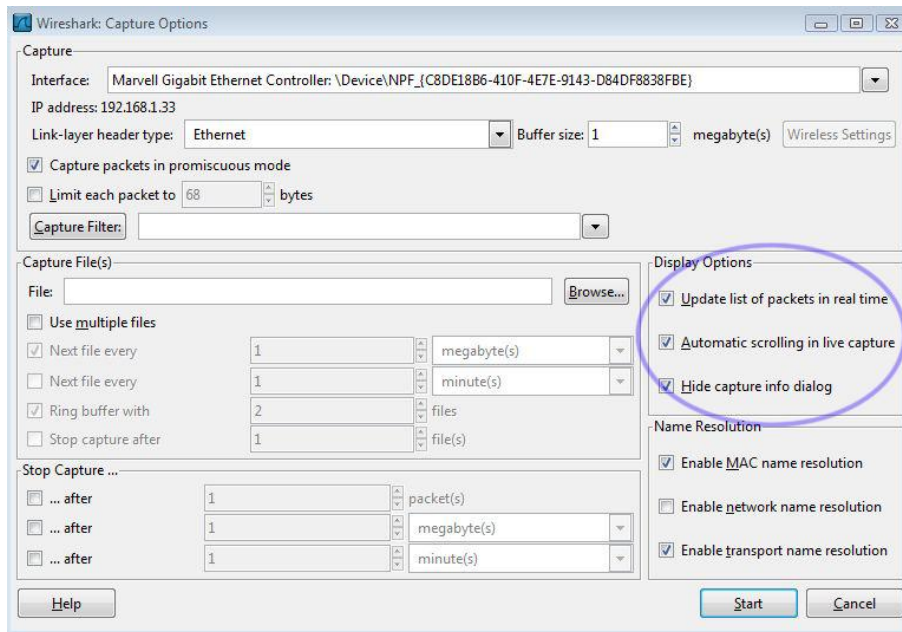 Wireshark: Capture Options
Capture
Interface: Marvell Gigabit Ethernet Controller: \Device\NPF_{C8DE18B6-410F-4E7E-9143-D84DF8838FBE}
IP address: 192.168.1.33
Link-layer header type: Ethernet Buffer size: 1 megabyte(s) Wireless Settings
Capture packets in promiscuous mode
Limit each packet to 68 bytes
Capture Filter:
Capture File(s)
File: Browse...
Use multiple files
Next file every 1 megabyte(s)
Next file every 1 minute(s)
Ring buffer with 2 files
Stop capture after 1 file(s)
Display Options
Update list of packets in real time
Automatic scrolling in live capture
Hide capture info dialog
Stop Capture ...
... after 1 packet(s)
... after 1 megabyte(s)
... after 1 minute(s)
Name Resolution
Enable MAC name resolution
Enable network name resolution
Enable transport name resolution
Help Start Cancel